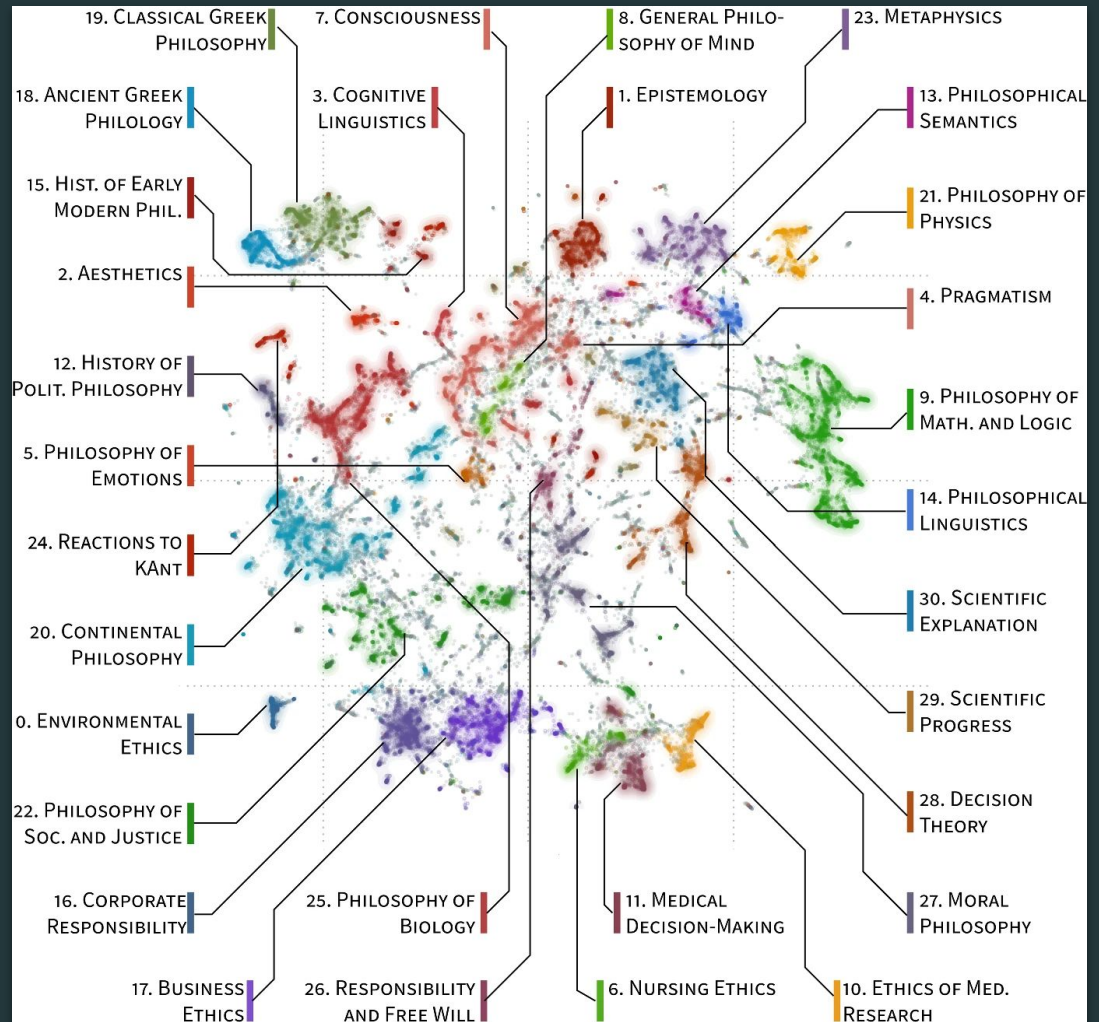 19. Classical Greek
Philosophy
7. Consciousness
8. General Philo-
sophy of Mind
23. Metaphysics
18. Ancient Greek
Philology
3. Cognitive
Linguistics
1. Epistemology
13. Philosophical
Semantics
15. Hist. of Early
Modern Phil.
21. Philosophy of
Physics
2. Aesthetics
4. Pragmatism
12. History of
Polit. Philosophy
9. Philosophy of
Math. and Logic
5. Philosophy of
Emotions
14. Philosophical
Linguistics
24. Reactions to
KAnt
30. Scientific
Explanation
20. Continental
Philosophy
29. Scientific
Progress
0. Environmental
Ethics
22. Philosophy of
Soc. and Justice
28. Decision
Theory
16. Corporate
Responsibility
25. Philosophy of
Biology
11. Medical
Decision-Making
27. Moral
Philosophy
17. Business
Ethics
26. Responsibility
and Free Will
6. Nursing Ethics
10. Ethics of Med.
Research